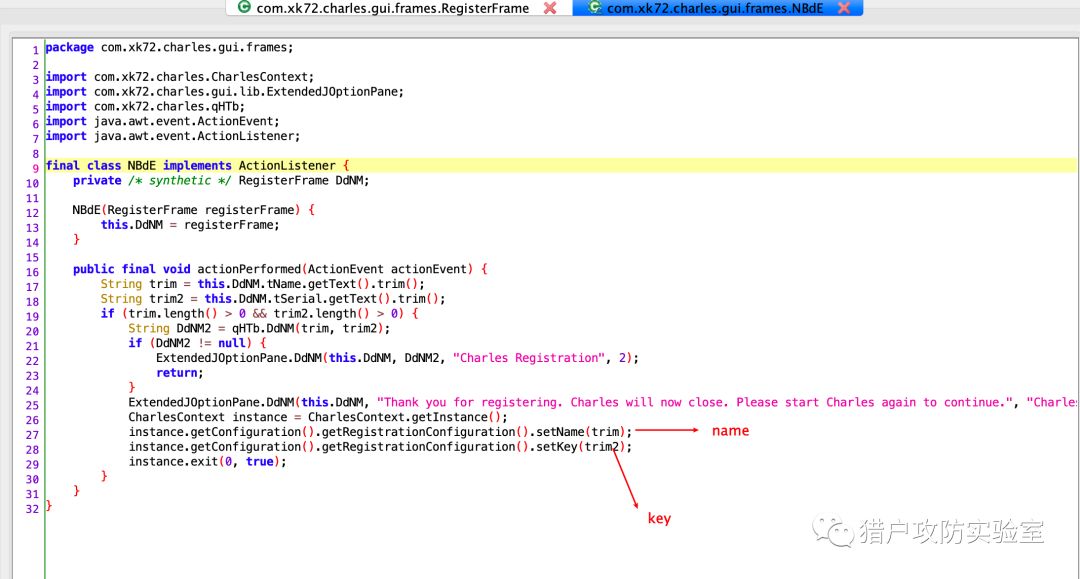 com.xk72.charles.gui.frames.RegisterFrame com.xk72.charles.gui.frames.NBdE
1 package com.xk72.charles.gui.frames;
2
3 import com.xk72.charles.CharlesContext;
4 import com.xk72.charles.gui.lib.ExtendedJOptionPane;
5 import com.xk72.charles.qHTb;
6 import java.awt.event.ActionEvent;
7 import java.awt.event.ActionListener;
8
9 final class NBdE implements ActionListener {
10     private /* synthetic */ RegisterFrame DdNM;
11
12     NBdE(RegisterFrame registerFrame) {
13         this.DdNM = registerFrame;
14     }
15
16     public final void actionPerformed(ActionEvent actionEvent) {
17         String trim = this.DdNM.tName.getText().trim();
18         String trim2 = this.DdNM.tSerial.getText().trim();
19         if (trim.length() > 0 && trim2.length() > 0) {
20             String DdNM2 = qHTb.DdNM(trim, trim2);
21             if (DdNM2 != null) {
22                 ExtendedJOptionPane.DdNM(this.DdNM, DdNM2, "Charles Registration", 2);
23                 return;
24             }
25             ExtendedJOptionPane.DdNM(this.DdNM, "Thank you for registering. Charles will now close. Please start Charles again to continue.", "Charles
26             CharlesContext instance = CharlesContext.getInstance();
27             instance.getConfiguration().getRegistrationConfiguration().setName(trim); name
28             instance.getConfiguration().getRegistrationConfiguration().setKey(trim2);
29             instance.exit(0, true);
30         }
31     }
32 }
key
猎户攻防实验室